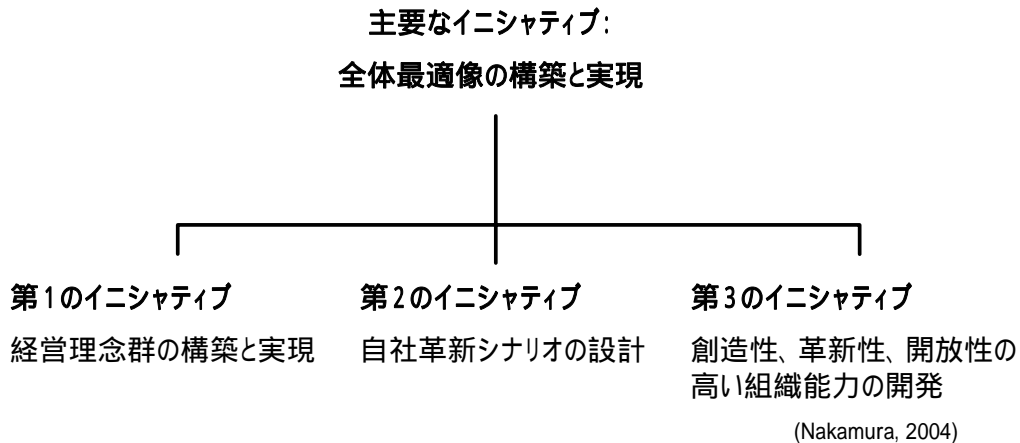 主要なイニシャティブ:
全体最適像の構築と実現
第1のイニシャティブ
経営理念群の構築と実現
第2のイニシャティブ
自社革新シナリオの設計
第3のイニシャティブ
創造性、革新性、開放性の
高い組織能力の開発
(Nakamura, 2004)